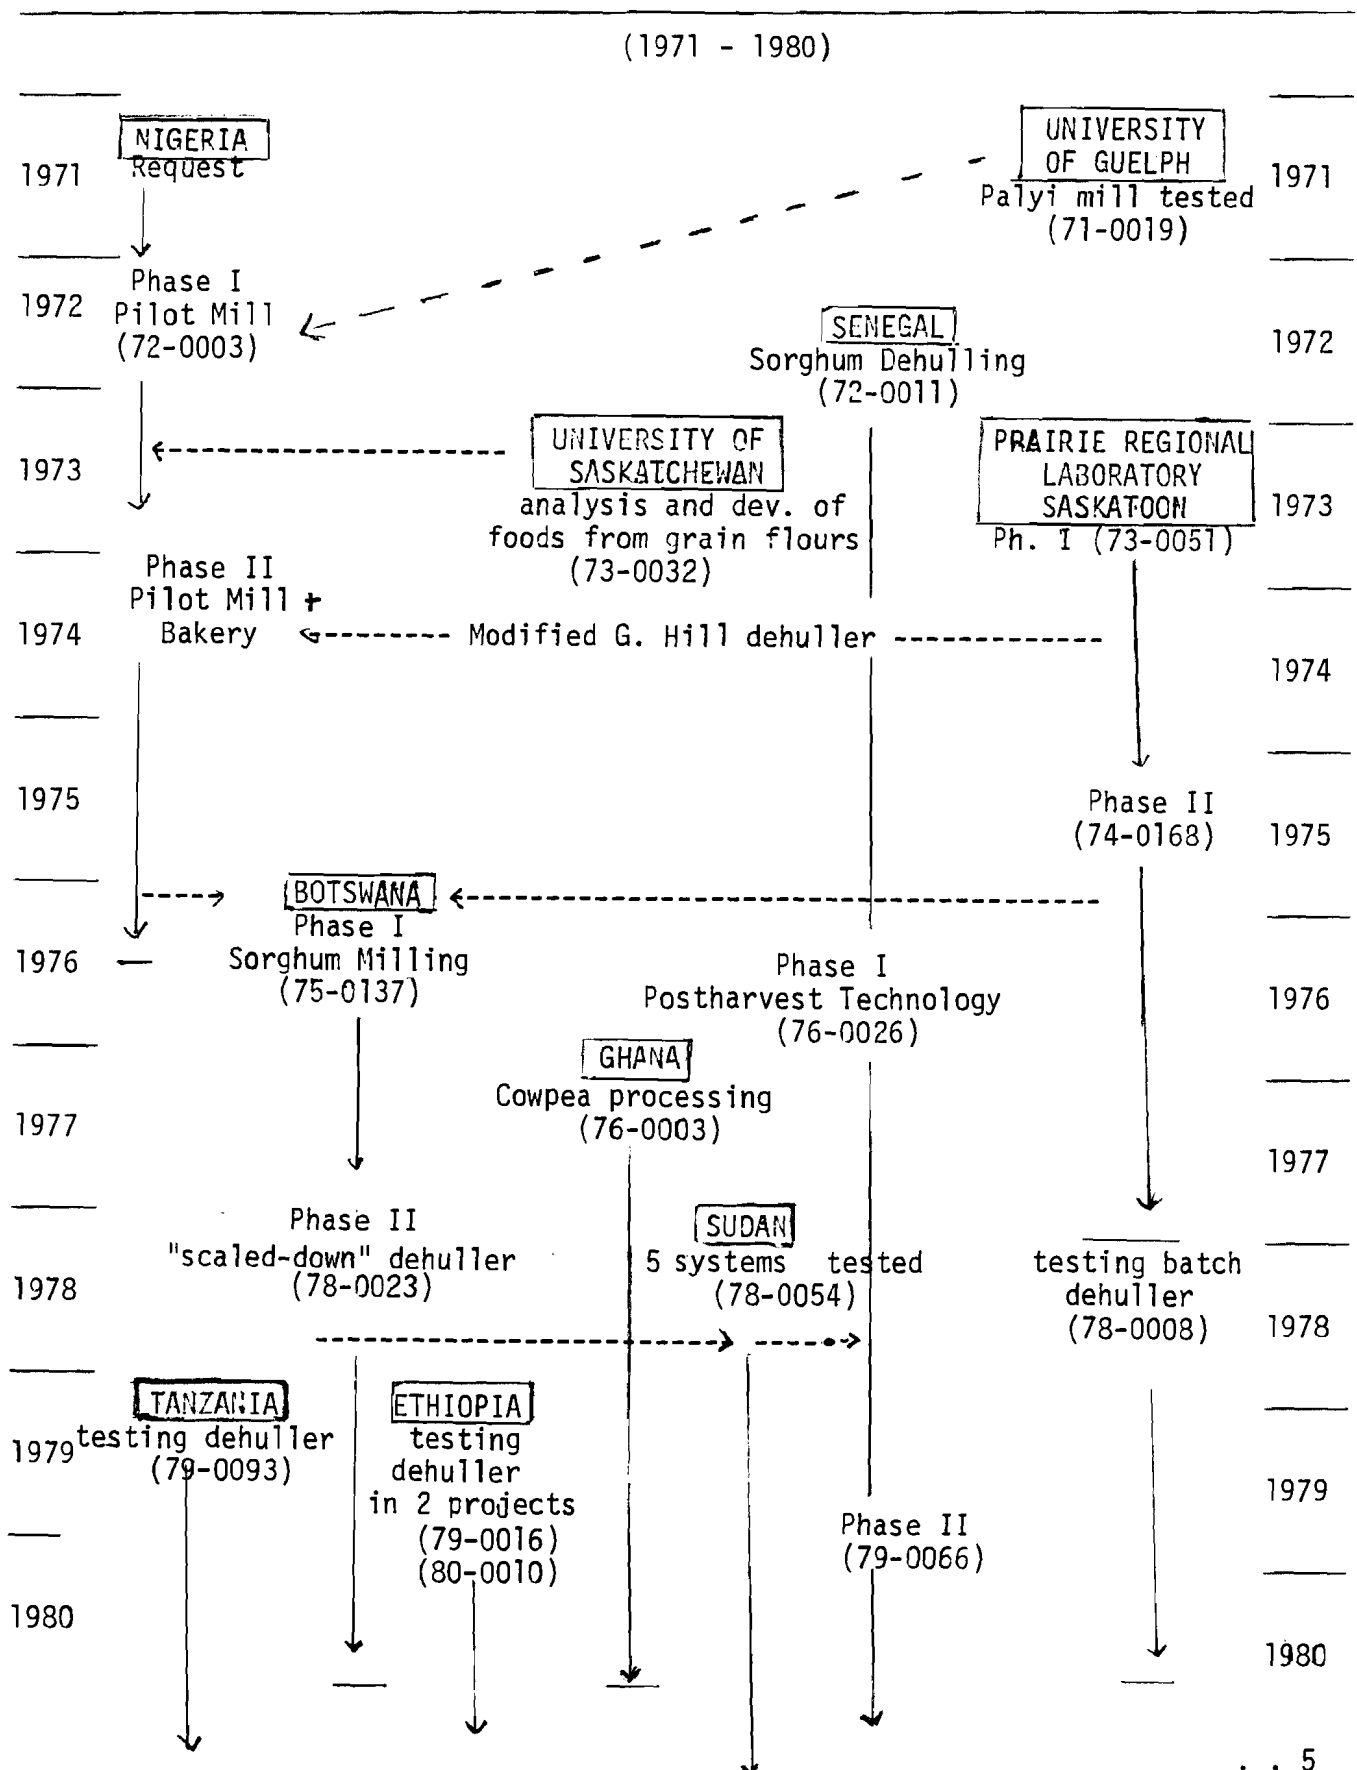 (1971 - 1980)
NIGERIA
Request
1971
UNIVERSITY
OF GUELPH
Palyi mill tested
(71-0019)
1971
1972
Phase I
Pilot Mill
(72-0003)
SENEGAL
Sorghum Dehulling
(72-0011)
1972
1973
UNIVERSITY OF
SASKATCHEWAN
analysis and dev. of
foods from grain flours
(73-0032)
PRAIRIE REGIONAL
LABORATORY
SASKATOON
Ph. I (73-0051)
1973
Phase II
Pilot Mill +
Bakery
1974
Modified G. Hill dehuller
1974
1975
Phase II
(74-0168)
1975
BOTSWANA
Phase I
Sorghum Milling
(75-0137)
1976
Phase I
Postharvest Technology
(76-0026)
1976
GHANA
Cowpea processing
(76-0003)
1977
1977
Phase II
"scaled-down" dehuller
(78-0023)
1978
SUDAN
5 systems tested
(78-0054)
testing batch
dehuller
(78-0008)
1978
TANZANIA
testing dehuller
(79-0093)
1979
ETHIOPIA
testing
dehuller
in 2 projects
(79-0016)
(80-0010)
1979
Phase II
(79-0066)
1980
1980
. . 5